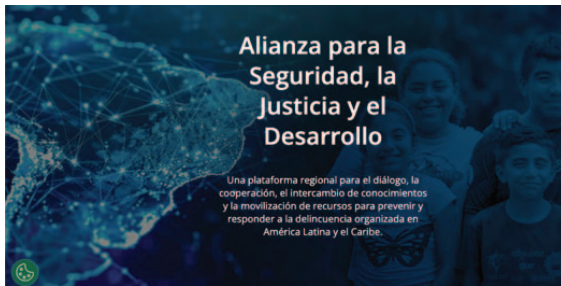 Alianza para la
Seguridad, la
Justicia y el
Desarrollo
Una plataforma regional para el diálogo, la
cooperación, el intercambio de conocimientos
y la movilización de recursos para prevenir y
responder a la delincuencia organizada en
América Latina y el Caribe.